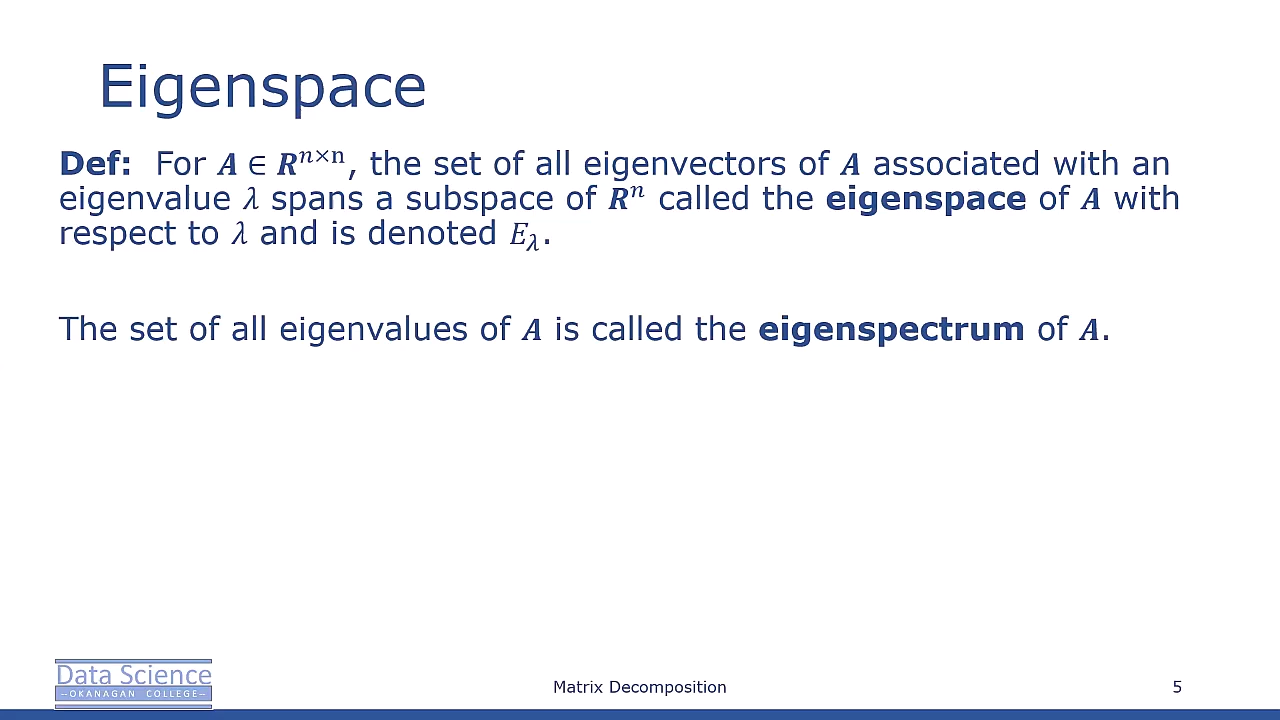 Eigenspace
Def: For 𝑨 ∈ 𝑹ⁿˣⁿ, the set of all eigenvectors of 𝑨 associated with an
eigenvalue 𝜆 spans a subspace of 𝑹ⁿ called the eigenspace of 𝑨 with
respect to 𝜆 and is denoted 𝐸_𝜆.
The set of all eigenvalues of 𝑨 is called the eigenspectrum of 𝑨.
Data Science
–OKANAGAN COLLEGE–
Matrix Decomposition
5